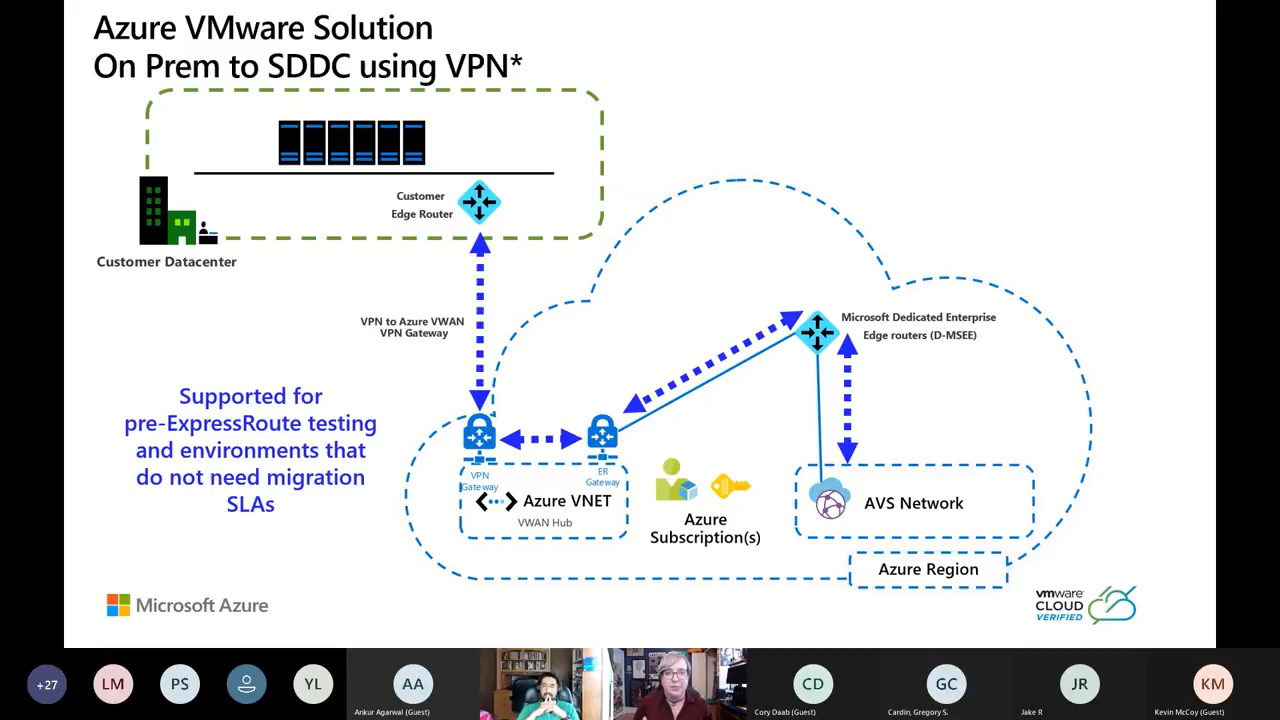 Azure VMware Solution
On Prem to SDDC using VPN*
Customer
Edge Router
Customer Datacenter
VPN to Azure VWAN
VPN Gateway
Microsoft Dedicated Enterprise
Edge routers (D-MSEE)
Supported for
pre-ExpressRoute testing
and environments that
do not need migration
SLAs
VPN
Gateway
ER
Gateway
Azure VNET
VWAN Hub
Azure
Subscription(s)
AVS Network
Azure Region
Microsoft Azure
vmware
CLOUD
VERIFIED
+27
LM
PS
YL
AA
Ankur Agarwal (Guest)
CD
Cory Daab (Guest)
GC
Cardin, Gregory S.
JR
Jake R
KM
Kevin McCoy (Guest)